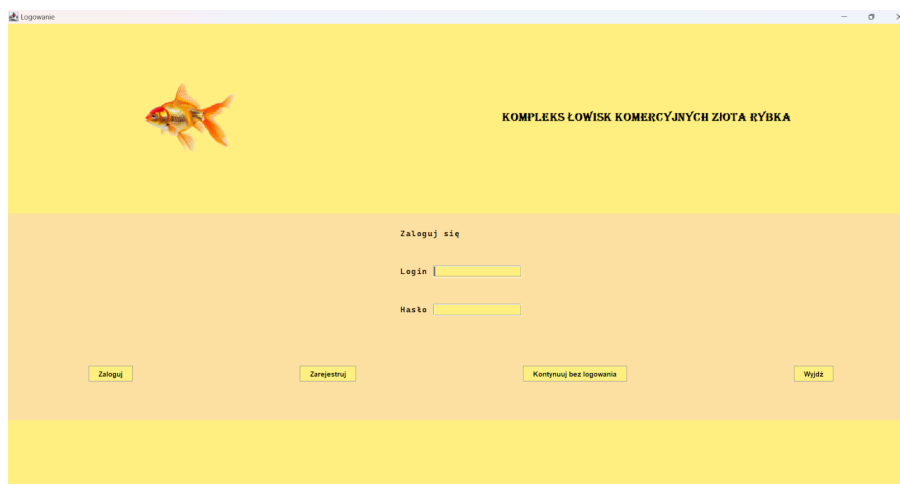 Logowanie
KOMPLEKS ŁOWISK KOMERCYJNYCH ZŁOTA RYBKA
Zaloguj się
Login
Hasło
Zaloguj Zarejestruj Kontynuuj bez logowania Wyjdź